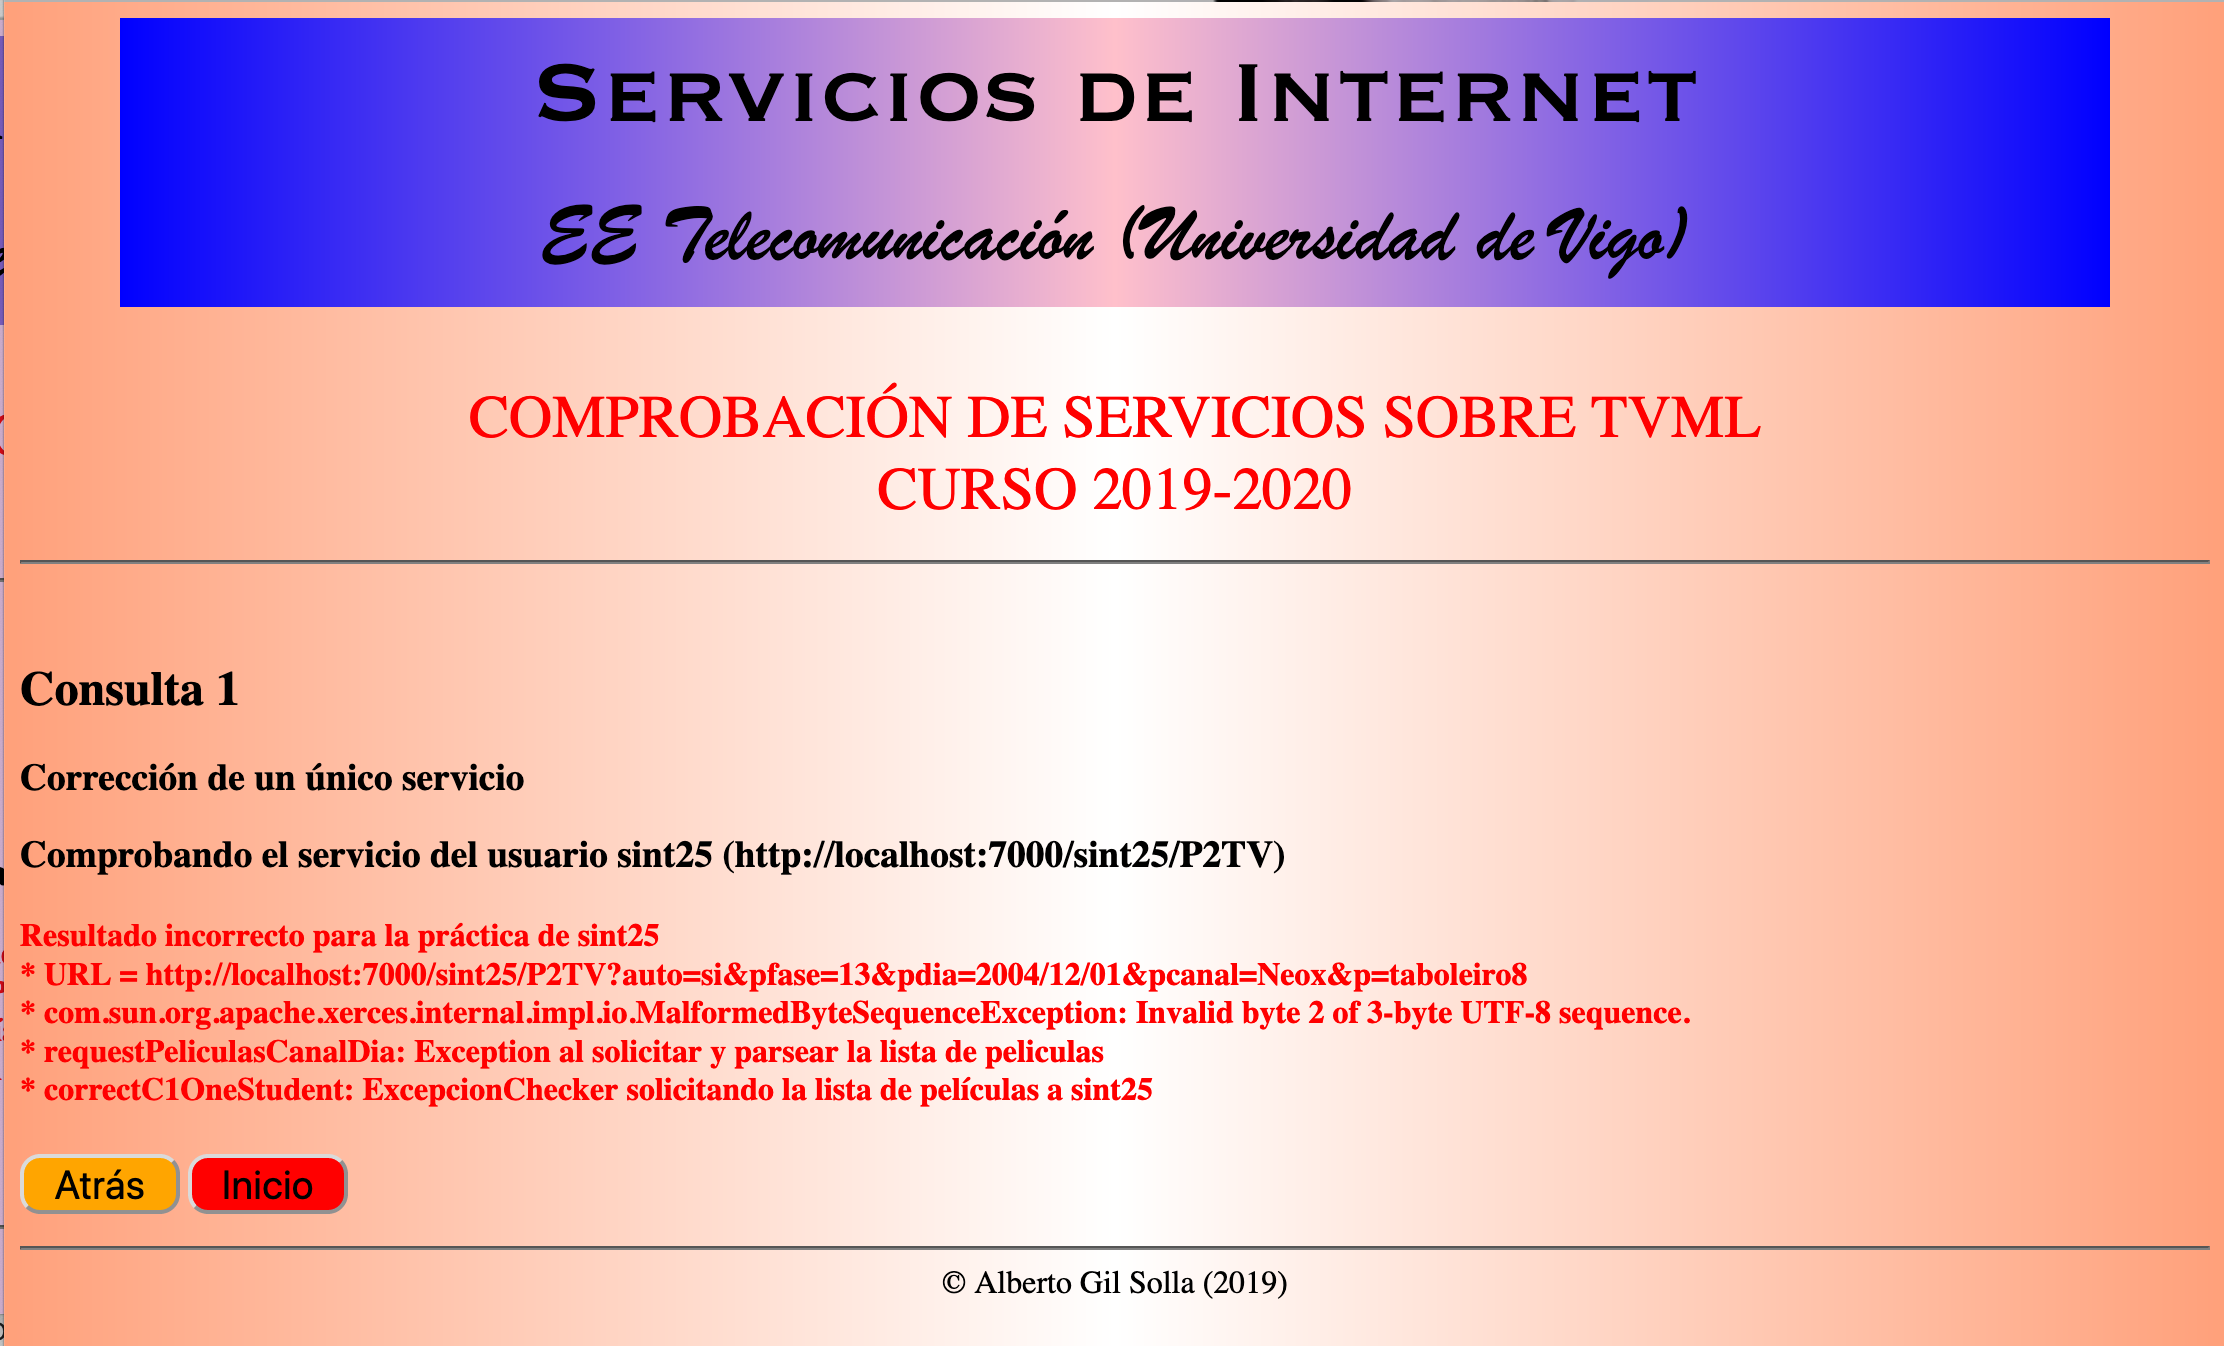 Servicios de Internet
EE Telecomunicación (Universidad de Vigo)
COMPROBACIÓN DE SERVICIOS SOBRE TVML
CURSO 2019-2020
Consulta 1
Corrección de un único servicio
Comprobando el servicio del usuario sint25 (http://localhost:7000/sint25/P2TV)
Resultado incorrecto para la práctica de sint25
* URL = http://localhost:7000/sint25/P2TV?auto=si&pfase=13&pdia=2004/12/01&pcanal=Neox&p=taboleiro8
* com.sun.org.apache.xerces.internal.impl.io.MalformedByteSequenceException: Invalid byte 2 of 3-byte UTF-8 sequence.
* requestPeliculasCanalDia: Exception al solicitar y parsear la lista de peliculas
* correctC1OneStudent: ExcepcionChecker solicitando la lista de películas a sint25
Atrás Inicio
© Alberto Gil Solla (2019)